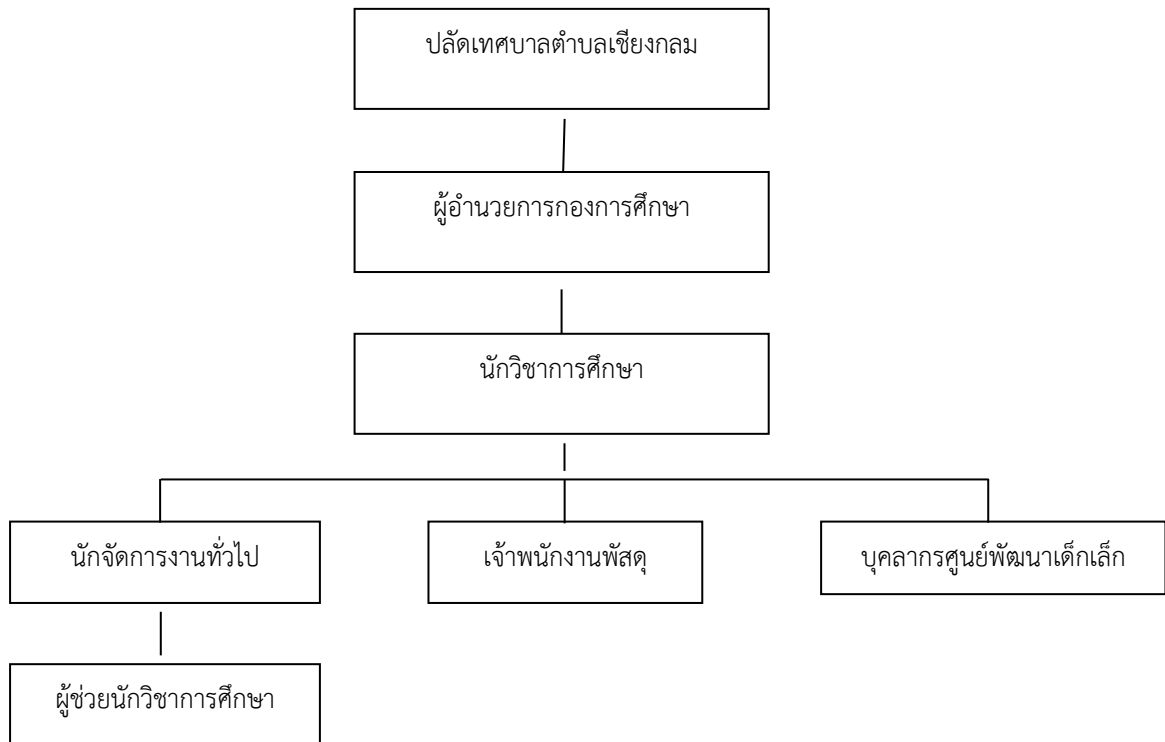 ปลัดเทศบาลตำบลเชียงกลม
ผู้อำนวยการกองการศึกษา
นักวิชาการศึกษา
นักจัดการงานทั่วไป
เจ้าพนักงานพัสดุ
บุคลากรศูนย์พัฒนาเด็กเล็ก
ผู้ช่วยนักวิชาการศึกษา